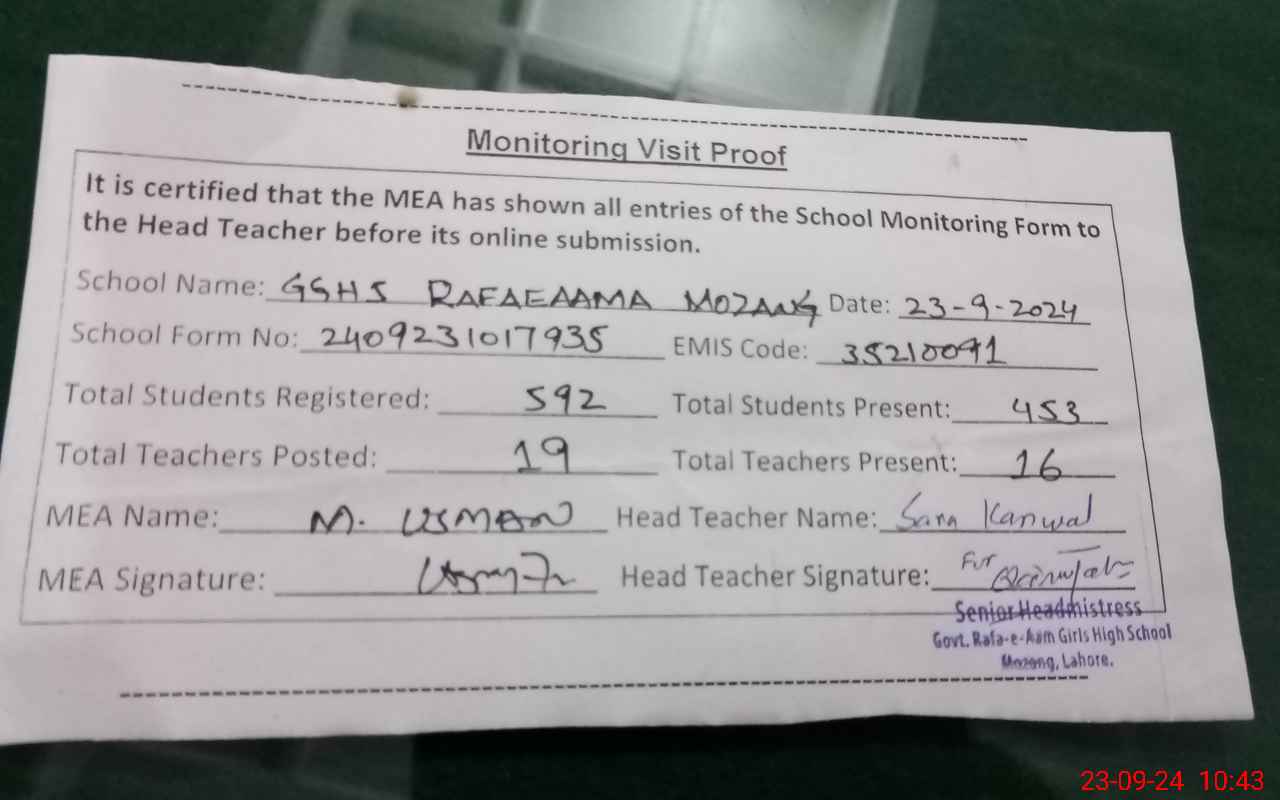 Monitoring Visit Proof
It is certified that the MEA has shown all entries of the School Monitoring Form to
the Head Teacher before its online submission.
School Name: GGHS RAFAEAAMA MOZANG Date: 23-9-2024
School Form No: 2409231017935 EMIS Code: 35210091
Total Students Registered: 592 Total Students Present: 453
Total Teachers Posted: 19 Total Teachers Present: 16
MEA Name: M. USMAN Head Teacher Name: Sara Kanwal
MEA Signature: Head Teacher Signature: For
Senior Headmistress
Govt. Rafa-e-Aam Girls High School
Mozang, Lahore.
23-09-24 10:43